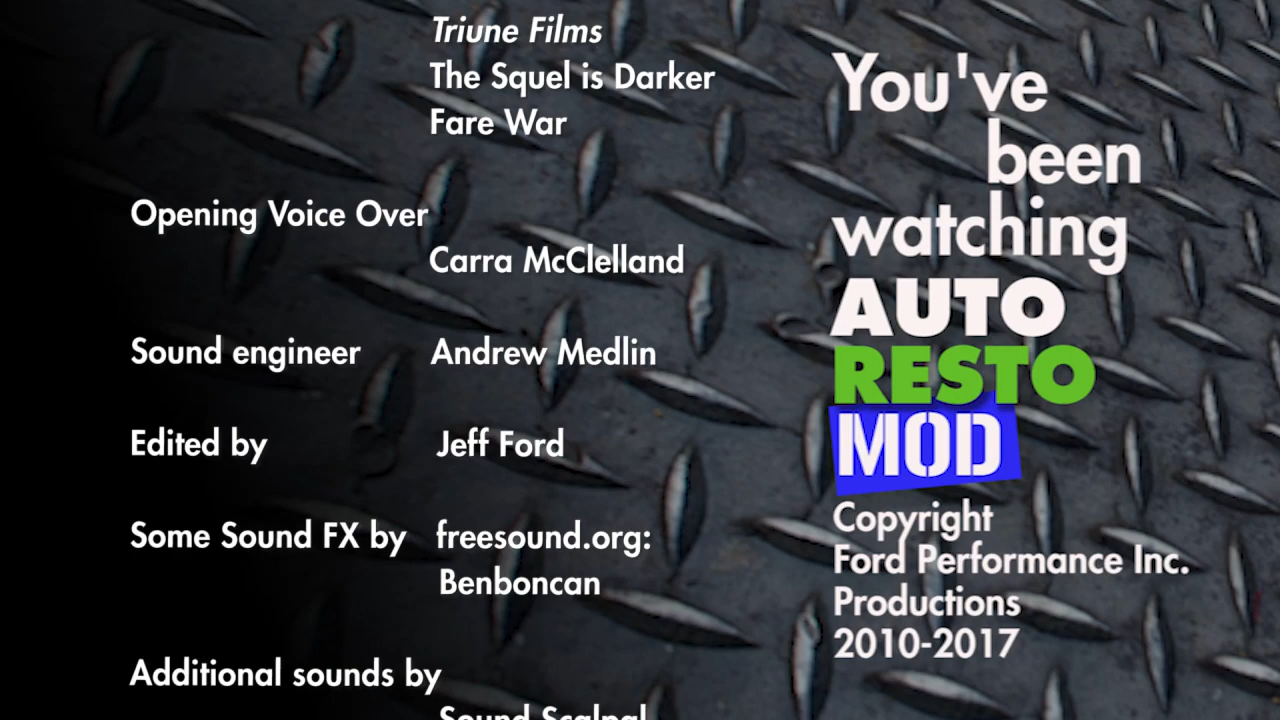 Triune Films
The Squel is Darker
Fare War
Opening Voice Over
Carra McClelland
Sound engineer Andrew Medlin
Edited by Jeff Ford
Some Sound FX by freesound.org:
Benboncan
Additional sounds by
Sound Scalpal
You've
been
watching
AUTO
RESTO
MOD
Copyright
Ford Performance Inc.
Productions
2010-2017